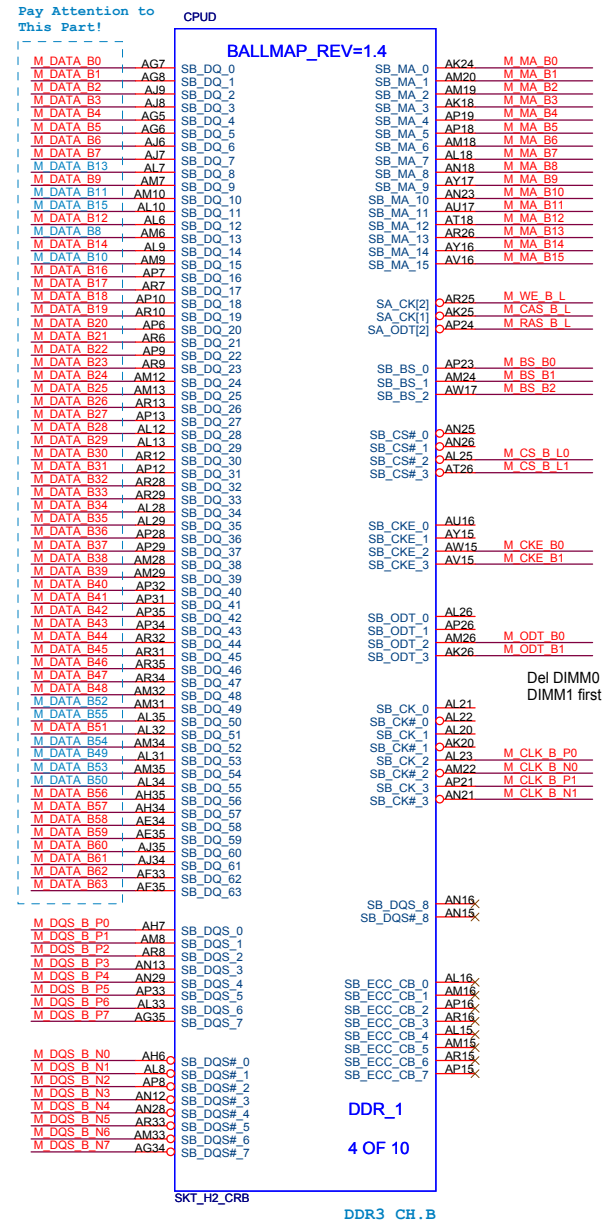 Pay Attention to
This Part!
CPUD
BALLMAP_REV=1.4
M_DATA_B0 AG7 SB_DQ_0
M_DATA_B1 AG8 SB_DQ_1
M_DATA_B2 AJ9 SB_DQ_2
M_DATA_B3 AJ8 SB_DQ_3
M_DATA_B4 AG5 SB_DQ_4
M_DATA_B5 AG6 SB_DQ_5
M_DATA_B6 AJ6 SB_DQ_6
M_DATA_B7 AJ7 SB_DQ_7
M_DATA_B13 AL7 SB_DQ_8
M_DATA_B9 AM7 SB_DQ_9
M_DATA_B11 AM10 SB_DQ_10
M_DATA_B15 AL10 SB_DQ_11
M_DATA_B12 AL6 SB_DQ_12
M_DATA_B8 AM6 SB_DQ_13
M_DATA_B14 AL9 SB_DQ_14
M_DATA_B10 AM9 SB_DQ_15
M_DATA_B16 AP7 SB_DQ_16
M_DATA_B17 AR7 SB_DQ_17
M_DATA_B18 AP10 SB_DQ_18
M_DATA_B19 AR10 SB_DQ_19
M_DATA_B20 AP6 SB_DQ_20
M_DATA_B21 AR6 SB_DQ_21
M_DATA_B22 AP9 SB_DQ_22
M_DATA_B23 AR9 SB_DQ_23
M_DATA_B24 AM12 SB_DQ_24
M_DATA_B25 AM13 SB_DQ_25
M_DATA_B26 AR13 SB_DQ_26
M_DATA_B27 AP13 SB_DQ_27
M_DATA_B28 AL12 SB_DQ_28
M_DATA_B29 AL13 SB_DQ_29
M_DATA_B30 AR12 SB_DQ_30
M_DATA_B31 AP12 SB_DQ_31
M_DATA_B32 AR28 SB_DQ_32
M_DATA_B33 AR29 SB_DQ_33
M_DATA_B34 AL28 SB_DQ_34
M_DATA_B35 AL29 SB_DQ_35
M_DATA_B36 AP28 SB_DQ_36
M_DATA_B37 AP29 SB_DQ_37
M_DATA_B38 AM28 SB_DQ_38
M_DATA_B39 AM29 SB_DQ_39
M_DATA_B40 AP32 SB_DQ_40
M_DATA_B41 AP31 SB_DQ_41
M_DATA_B42 AP35 SB_DQ_42
M_DATA_B43 AP34 SB_DQ_43
M_DATA_B44 AR32 SB_DQ_44
M_DATA_B45 AR31 SB_DQ_45
M_DATA_B46 AR35 SB_DQ_46
M_DATA_B47 AR34 SB_DQ_47
M_DATA_B48 AM32 SB_DQ_48
M_DATA_B52 AM31 SB_DQ_49
M_DATA_B55 AL35 SB_DQ_50
M_DATA_B51 AL32 SB_DQ_51
M_DATA_B54 AM34 SB_DQ_52
M_DATA_B49 AL31 SB_DQ_53
M_DATA_B53 AM35 SB_DQ_54
M_DATA_B50 AL34 SB_DQ_55
M_DATA_B56 AH35 SB_DQ_56
M_DATA_B57 AH34 SB_DQ_57
M_DATA_B58 AE34 SB_DQ_58
M_DATA_B59 AE35 SB_DQ_59
M_DATA_B60 AJ35 SB_DQ_60
M_DATA_B61 AJ34 SB_DQ_61
M_DATA_B62 AF33 SB_DQ_62
M_DATA_B63 AF35 SB_DQ_63
M_DQS_B_P0 AH7 SB_DQS_0
M_DQS_B_P1 AM8 SB_DQS_1
M_DQS_B_P2 AR8 SB_DQS_2
M_DQS_B_P3 AN13 SB_DQS_3
M_DQS_B_P4 AN29 SB_DQS_4
M_DQS_B_P5 AP33 SB_DQS_5
M_DQS_B_P6 AL33 SB_DQS_6
M_DQS_B_P7 AG35 SB_DQS_7
M_DQS_B_N0 AH6 SB_DQS#_0
M_DQS_B_N1 AL8 SB_DQS#_1
M_DQS_B_N2 AP8 SB_DQS#_2
M_DQS_B_N3 AN12 SB_DQS#_3
M_DQS_B_N4 AN28 SB_DQS#_4
M_DQS_B_N5 AR33 SB_DQS#_5
M_DQS_B_N6 AM33 SB_DQS#_6
M_DQS_B_N7 AG34 SB_DQS#_7
SB_MA_0 AK24 M_MA_B0
SB_MA_1 AM20 M_MA_B1
SB_MA_2 AM19 M_MA_B2
SB_MA_3 AK18 M_MA_B3
SB_MA_4 AP19 M_MA_B4
SB_MA_5 AP18 M_MA_B5
SB_MA_6 AM18 M_MA_B6
SB_MA_7 AL18 M_MA_B7
SB_MA_8 AN18 M_MA_B8
SB_MA_9 AY17 M_MA_B9
SB_MA_10 AN23 M_MA_B10
SB_MA_11 AU17 M_MA_B11
SB_MA_12 AT18 M_MA_B12
SB_MA_13 AR26 M_MA_B13
SB_MA_14 AY16 M_MA_B14
SB_MA_15 AV16 M_MA_B15
SA_CK[2] AR25 M_WE_B_L
SA_CK[1] AK25 M_CAS_B_L
SA_ODT[2] AP24 M_RAS_B_L
SB_BS_0 AP23 M_BS_B0
SB_BS_1 AM24 M_BS_B1
SB_BS_2 AW17 M_BS_B2
SB_CS#_0 AN25
SB_CS#_1 AN26
SB_CS#_2 AL25 M_CS_B_L0
SB_CS#_3 AT26 M_CS_B_L1
SB_CKE_0 AU16
SB_CKE_1 AY15
SB_CKE_2 AW15 M_CKE_B0
SB_CKE_3 AV15 M_CKE_B1
SB_ODT_0 AL26
SB_ODT_1 AP26
SB_ODT_2 AM26 M_ODT_B0
SB_ODT_3 AK26 M_ODT_B1
Del DIMM0
DIMM1 first
SB_CK_0 AL21
SB_CK#_0 AL22
SB_CK_1 AL20
SB_CK#_1 AK20
SB_CK_2 AL23 M_CLK_B_P0
SB_CK#_2 AM22 M_CLK_B_N0
SB_CK_3 AP21 M_CLK_B_P1
SB_CK#_3 AN21 M_CLK_B_N1
SB_DQS_8 AN16
SB_DQS#_8 AN15
SB_ECC_CB_0 AL16
SB_ECC_CB_1 AM16
SB_ECC_CB_2 AP16
SB_ECC_CB_3 AR16
SB_ECC_CB_4 AL15
SB_ECC_CB_5 AM15
SB_ECC_CB_6 AR15
SB_ECC_CB_7 AP15
DDR_1
4 OF 10
SKT_H2_CRB
DDR3 CH.B